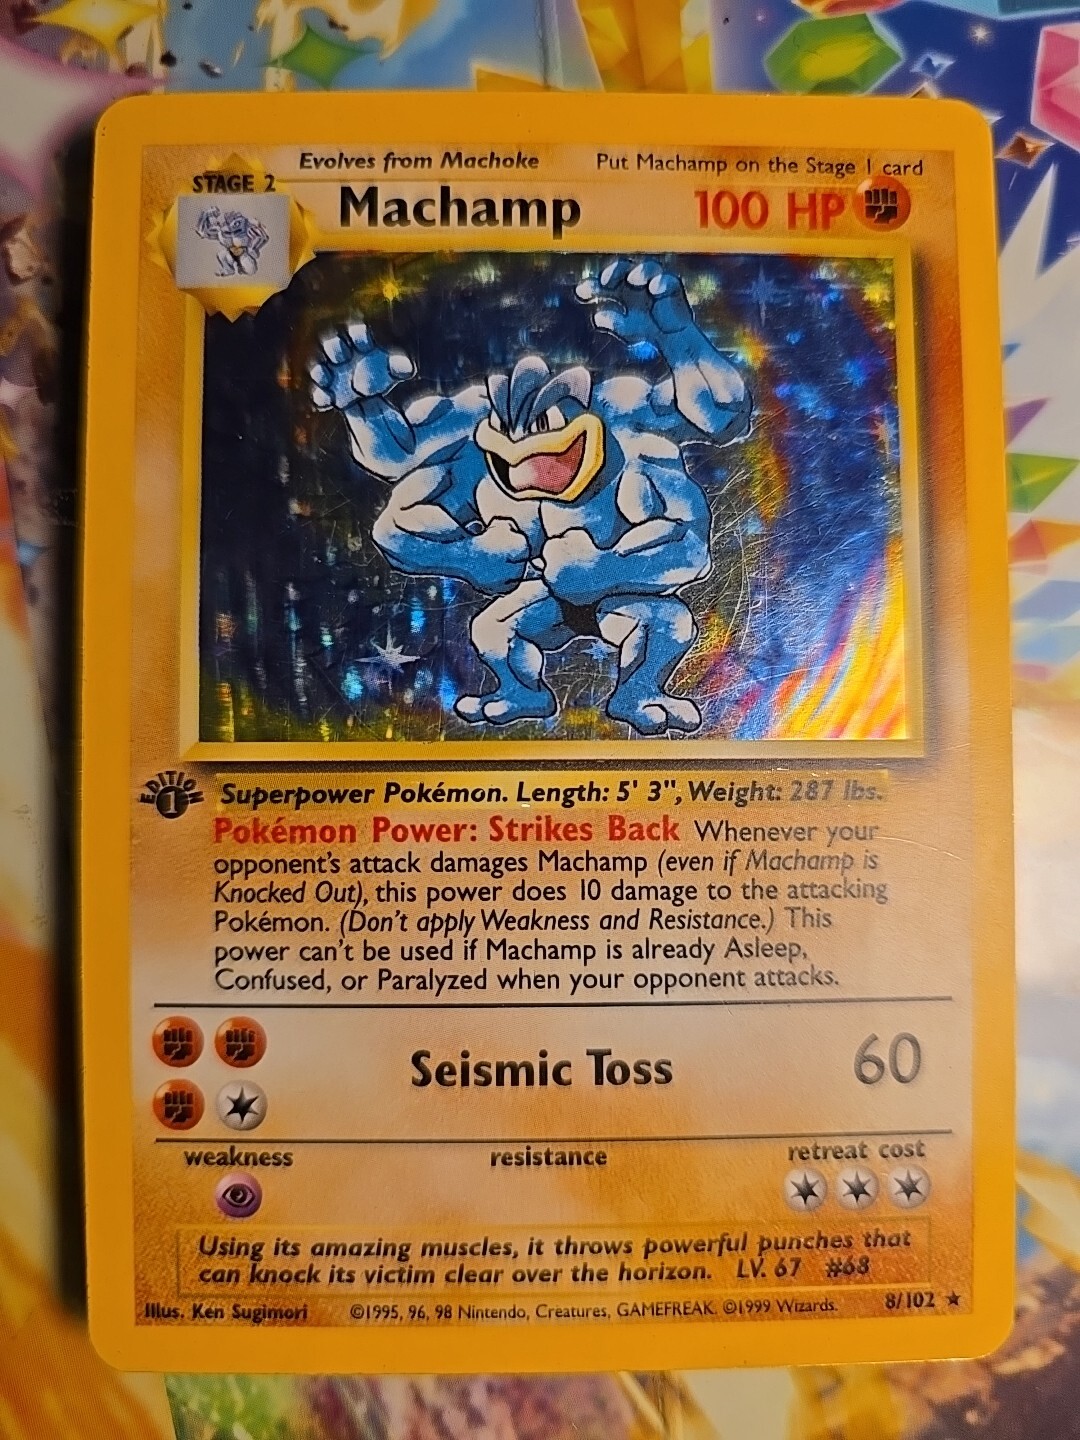 Evolves from Machoke Put Machamp on the Stage 1 card
STAGE 2
Machamp 100 HP
EDITION
1
Superpower Pokémon. Length: 5' 3", Weight: 287 lbs.
Pokémon Power: Strikes Back Whenever your
opponent's attack damages Machamp (even if Machamp is
Knocked Out), this power does 10 damage to the attacking
Pokémon. (Don't apply Weakness and Resistance.) This
power can't be used if Machamp is already Asleep,
Confused, or Paralyzed when your opponent attacks.
Seismic Toss 60
weakness resistance retreat cost
Using its amazing muscles, it throws powerful punches that
can knock its victim clear over the horizon. LV. 67 #68
Illus. Ken Sugimori ©1995, 96, 98 Nintendo, Creatures, GAMEFREAK. ©1999 Wizards. 8/102 ★